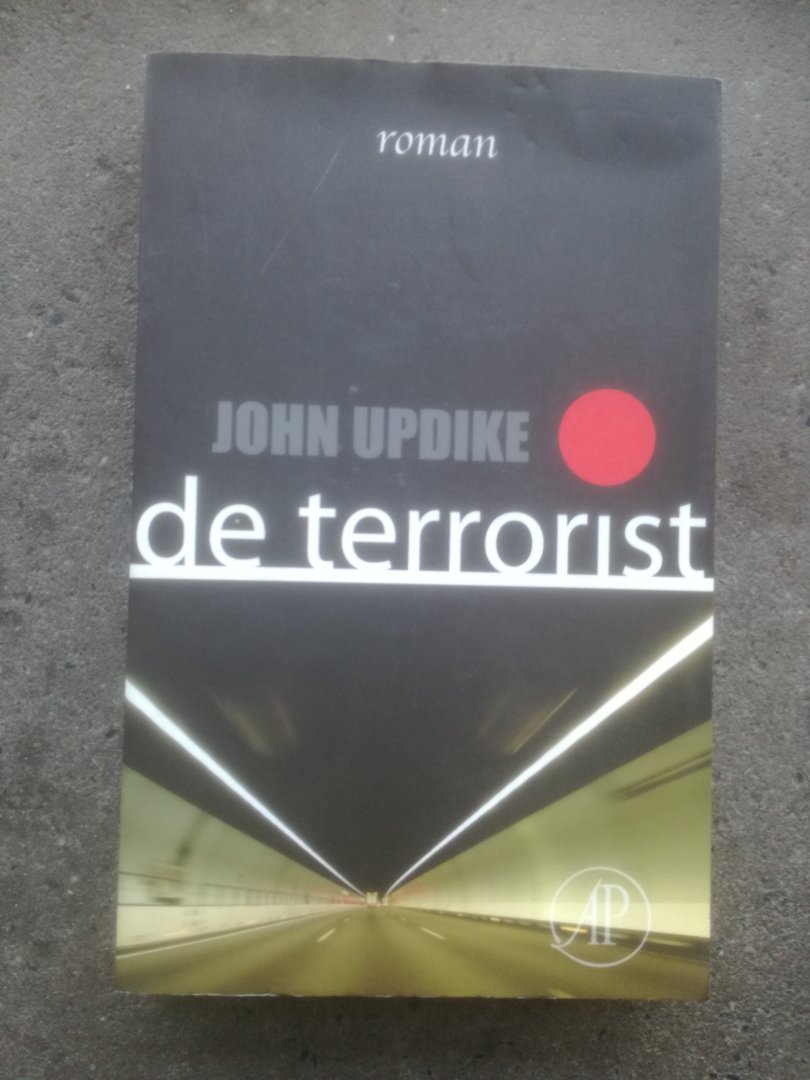 roman
JOHN UPDIKE
de terrorist
AP